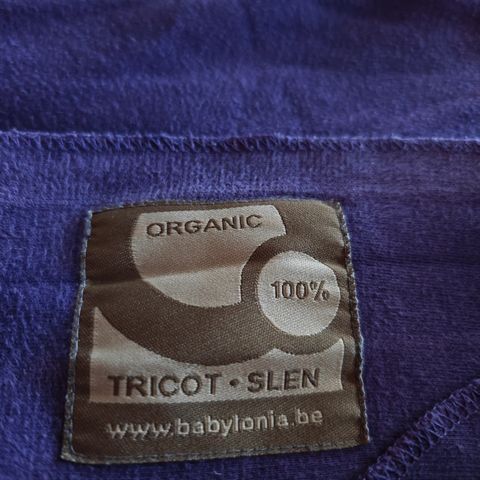 ORGANIC
100%
TRICOT • SLEN
www.babylonia.be